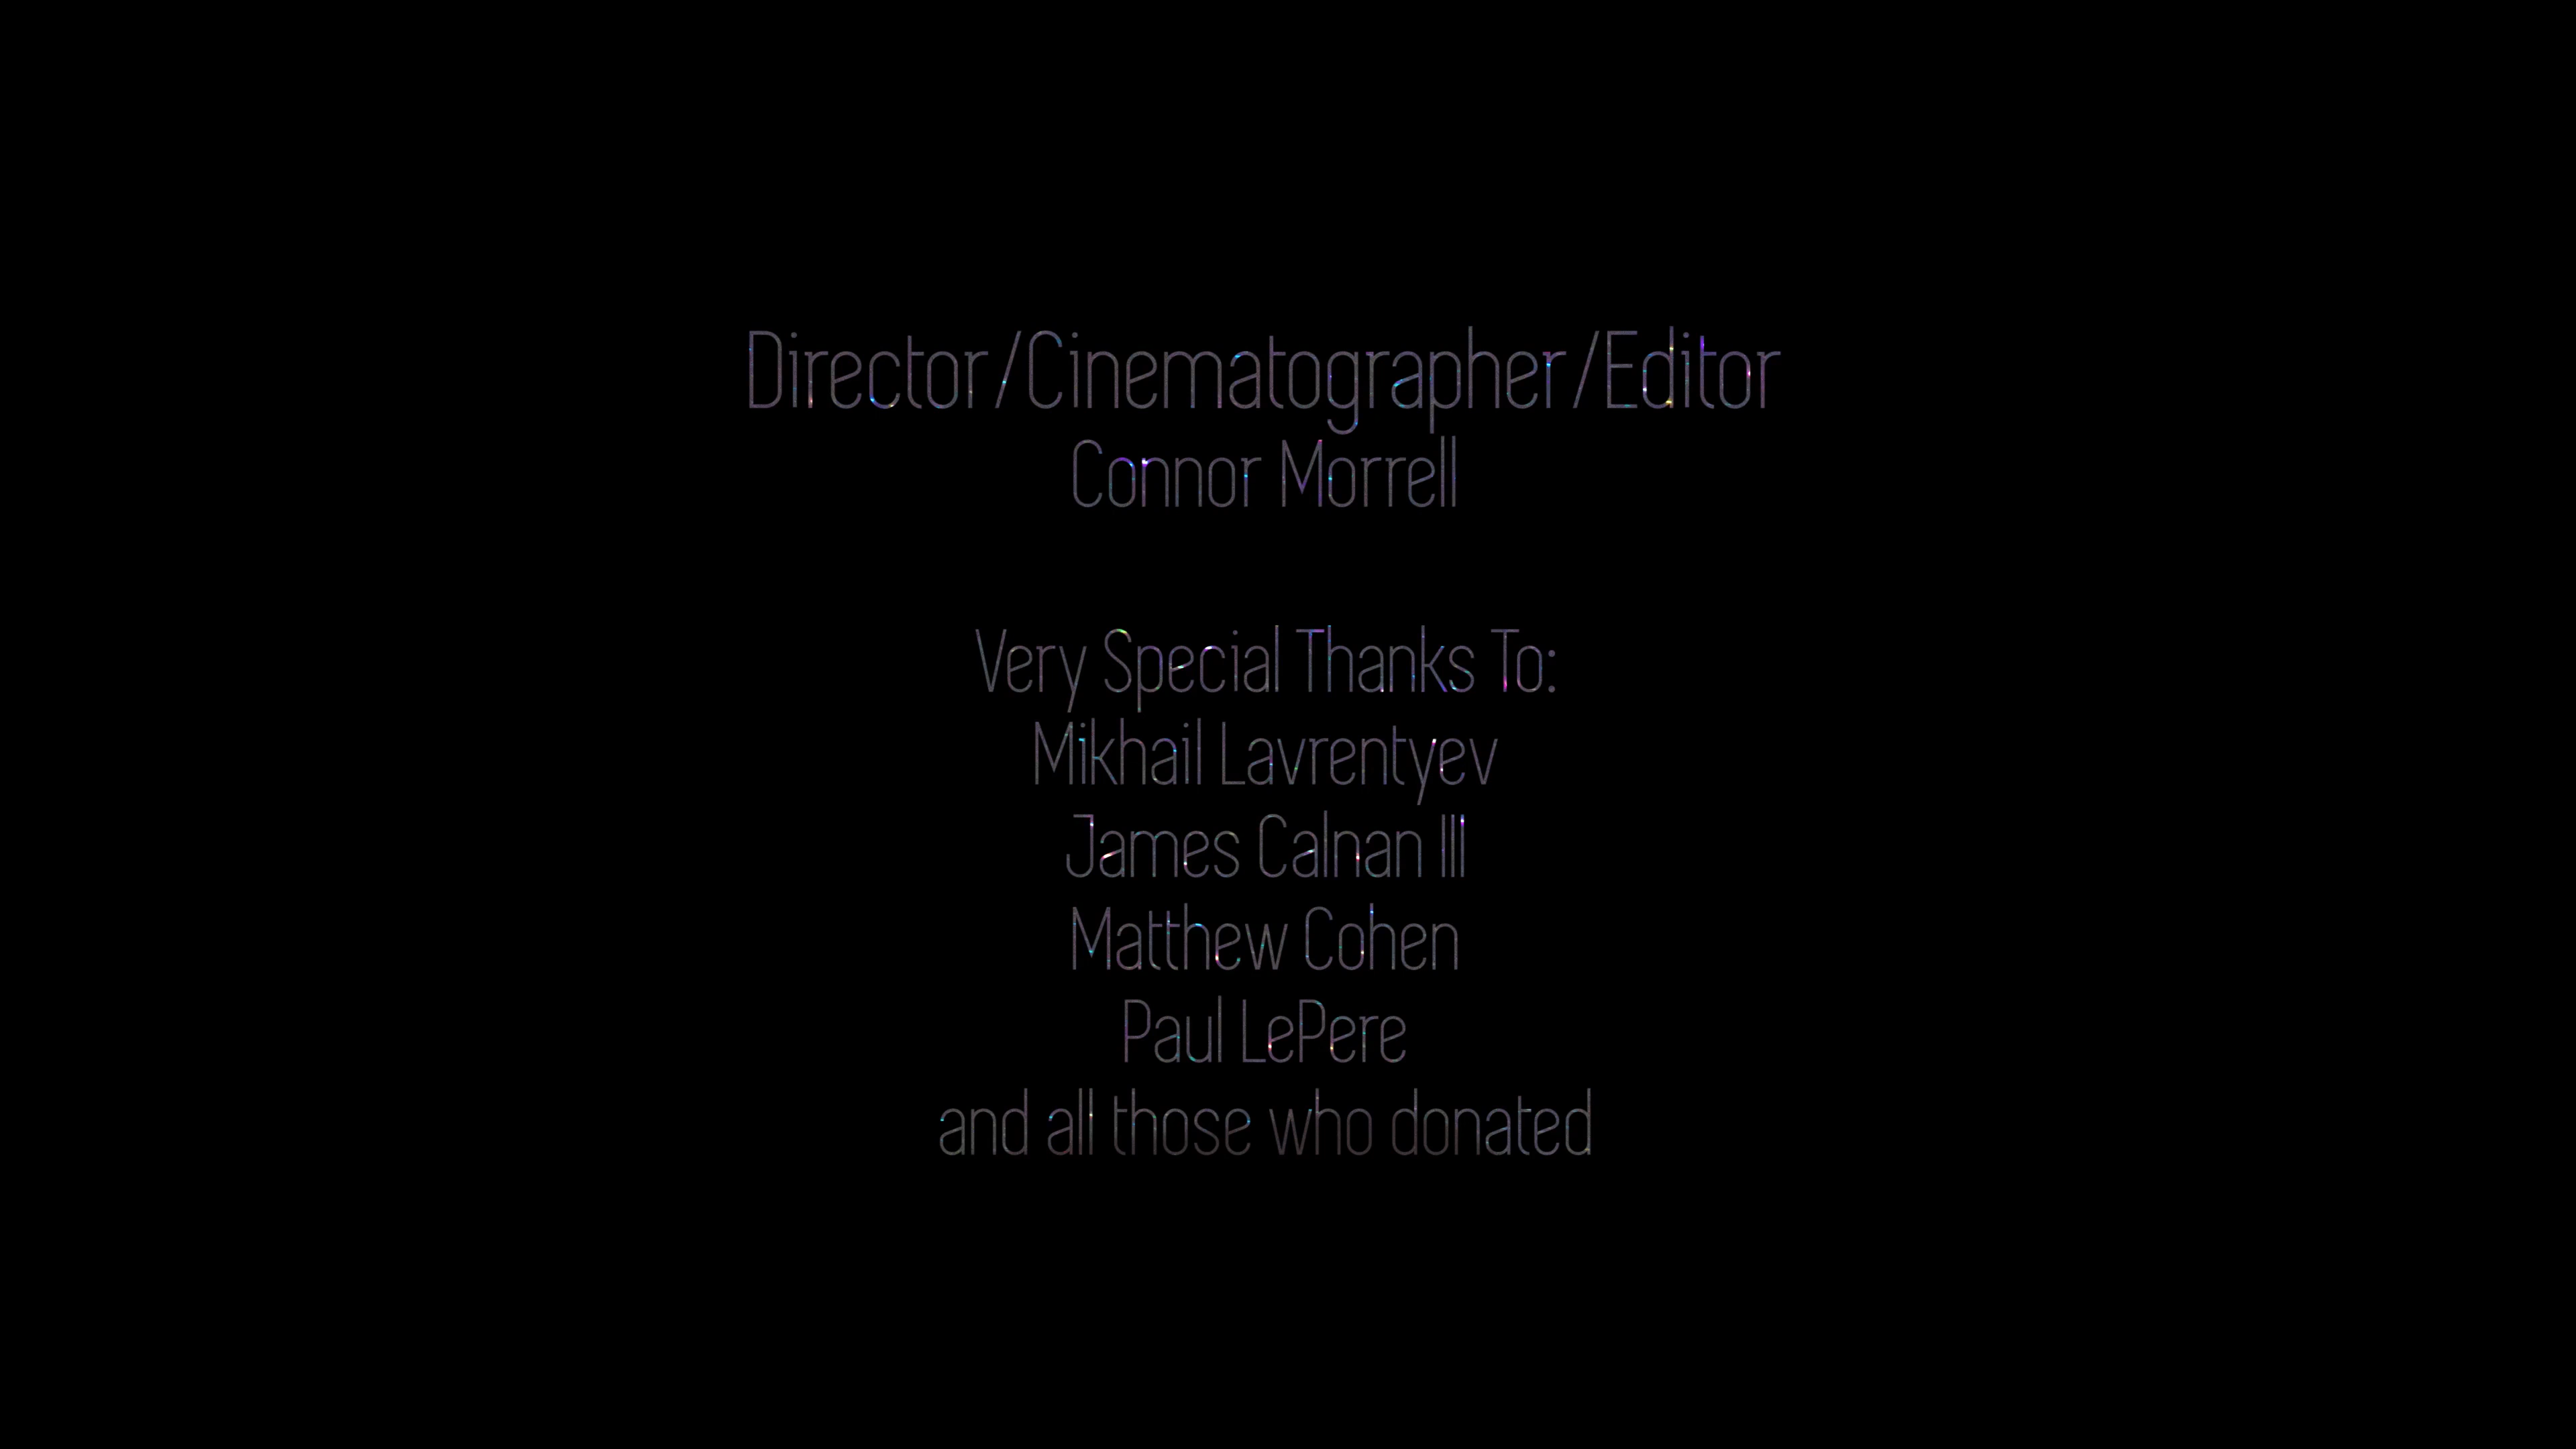 Director/Cinematographer/Editor
Connor Morrell
Very Special Thanks To:
Mikhail Lavrentyev
James Calnan III
Matthew Cohen
Paul LePere
and all those who donated